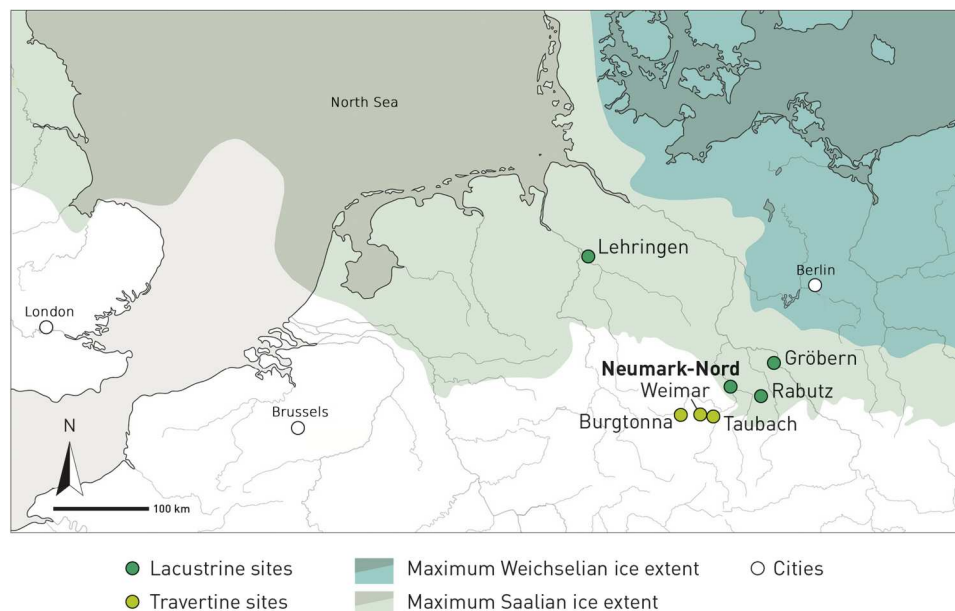 North Sea
Lehringen
Berlin
London
Gröbern
Neumark-Nord
Weimar
Rabutz
Brussels
Burgtonna
Taubach
N
100 km
Lacustrine sites
Maximum Weichselian ice extent
Cities
Travertine sites
Maximum Saalian ice extent